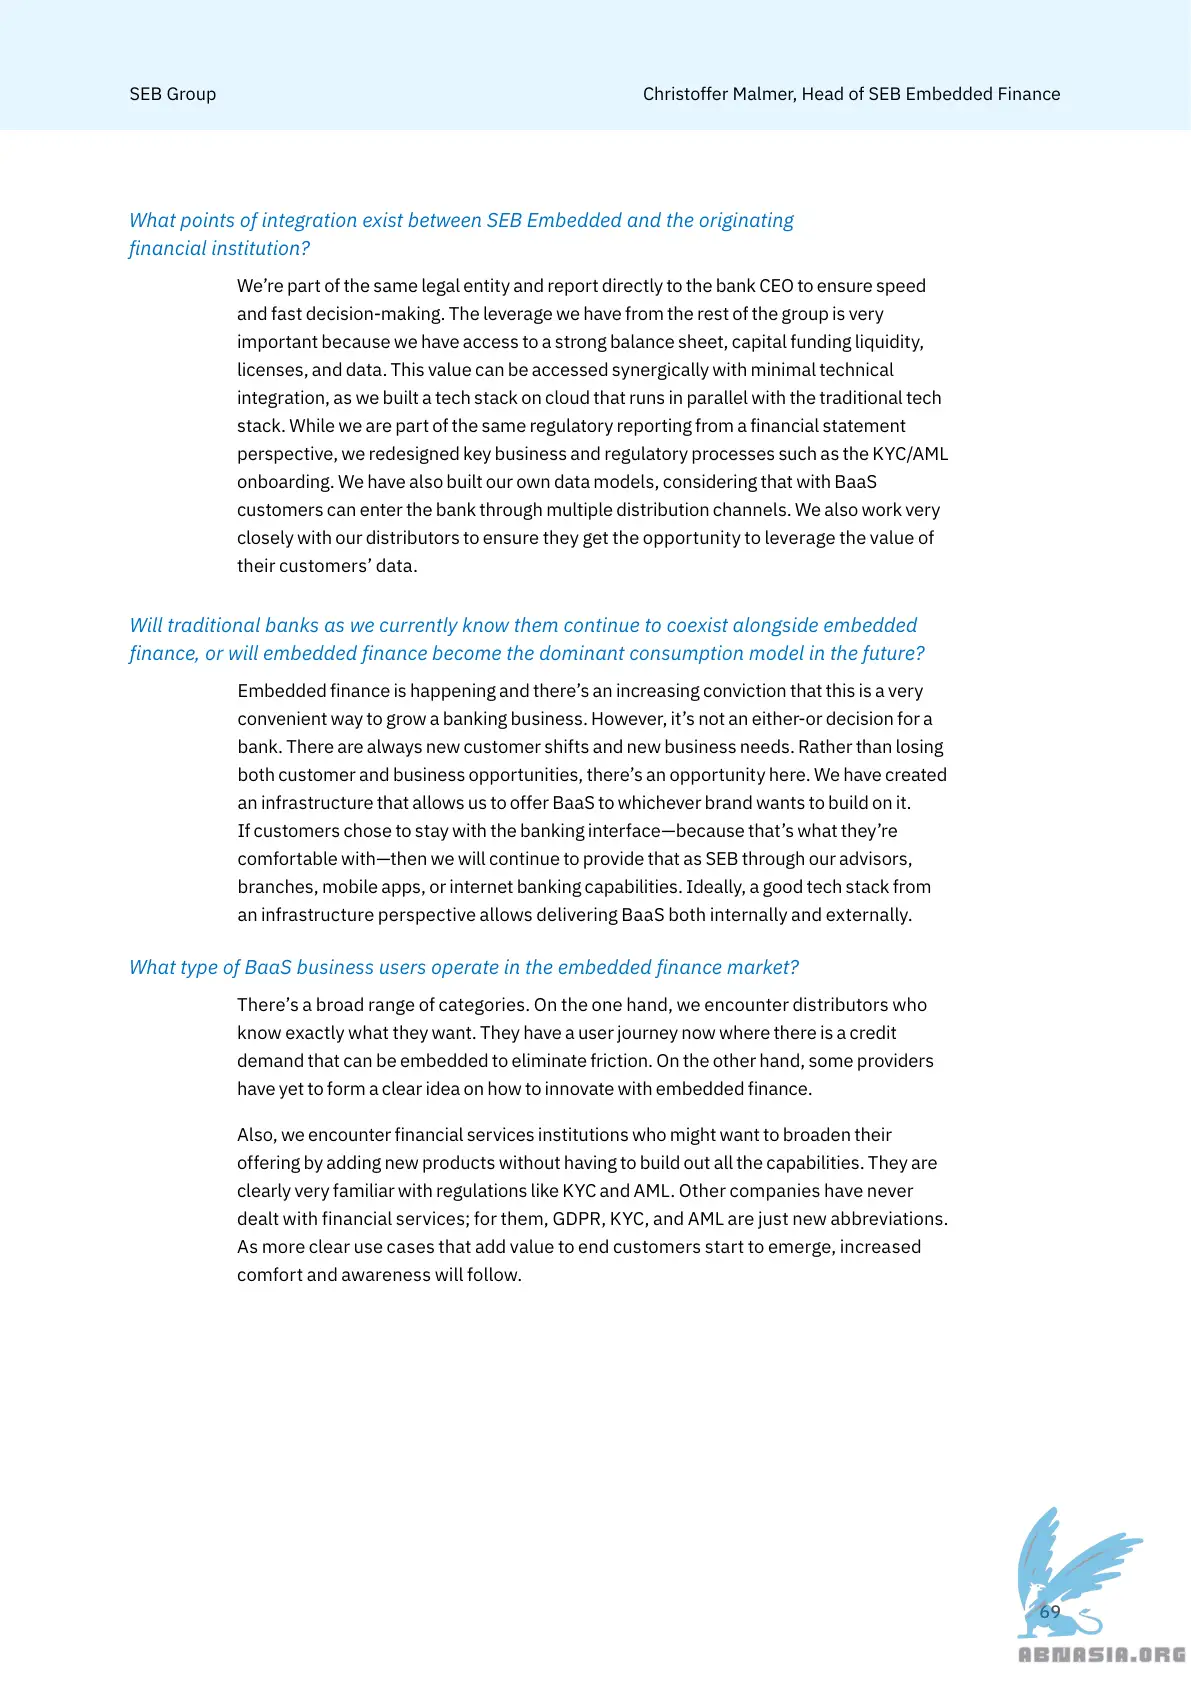 SEB Group
Christoffer Malmer, Head of SEB Embedded Finance
What points of integration exist between SEB Embedded and the originating
financial institution?
We’re part of the same legal entity and report directly to the bank CEO to ensure speed
and fast decision-making. The leverage we have from the rest of the group is very
important because we have access to a strong balance sheet, capital funding liquidity,
licenses, and data. This value can be accessed synergically with minimal technical
integration, as we built a tech stack on cloud that runs in parallel with the traditional tech
stack. While we are part of the same regulatory reporting from a financial statement
perspective, we redesigned key business and regulatory processes such as the KYC/AML
onboarding. We have also built our own data models, considering that with BaaS
customers can enter the bank through multiple distribution channels. We also work very
closely with our distributors to ensure they get the opportunity to leverage the value of
their customers’ data.
Will traditional banks as we currently know them continue to coexist alongside embedded
finance, or will embedded finance become the dominant consumption model in the future?
Embedded finance is happening and there’s an increasing conviction that this is a very
convenient way to grow a banking business. However, it’s not an either-or decision for a
bank. There are always new customer shifts and new business needs. Rather than losing
both customer and business opportunities, there’s an opportunity here. We have created
an infrastructure that allows us to offer BaaS to whichever brand wants to build on it.
If customers chose to stay with the banking interface—because that’s what they’re
comfortable with—then we will continue to provide that as SEB through our advisors,
branches, mobile apps, or internet banking capabilities. Ideally, a good tech stack from
an infrastructure perspective allows delivering BaaS both internally and externally.
What type of BaaS business users operate in the embedded finance market?
There’s a broad range of categories. On the one hand, we encounter distributors who
know exactly what they want. They have a user journey now where there is a credit
demand that can be embedded to eliminate friction. On the other hand, some providers
have yet to form a clear idea on how to innovate with embedded finance.
Also, we encounter financial services institutions who might want to broaden their
offering by adding new products without having to build out all the capabilities. They are
clearly very familiar with regulations like KYC and AML. Other companies have never
dealt with financial services; for them, GDPR, KYC, and AML are just new abbreviations.
As more clear use cases that add value to end customers start to emerge, increased
comfort and awareness will follow.
69
ABNASIA.ORG